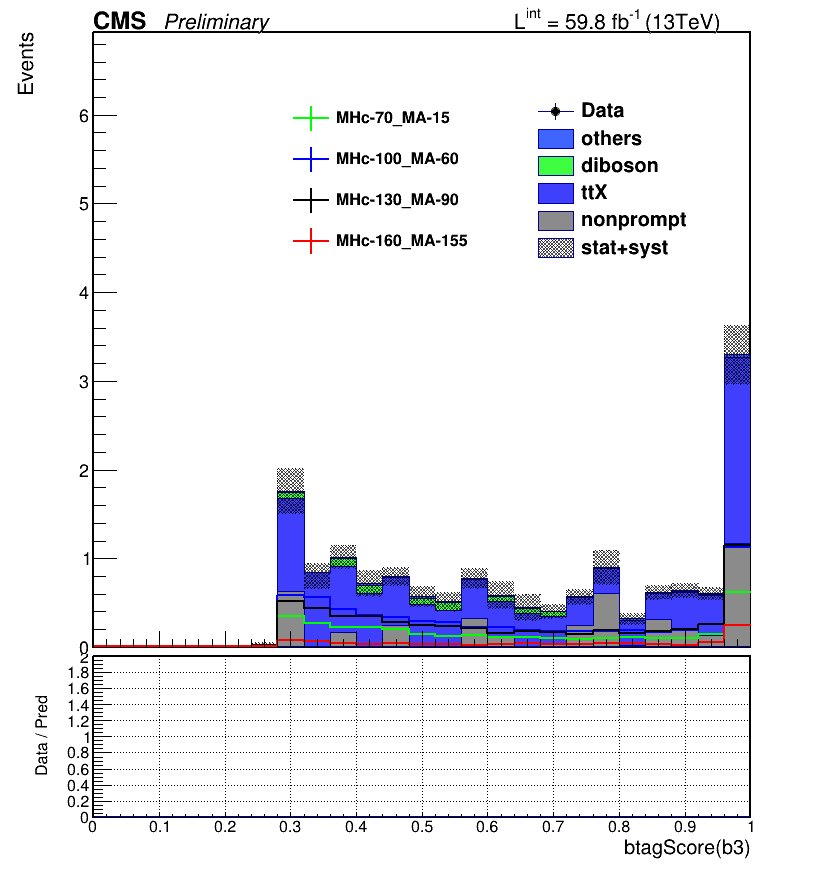 CMS Preliminary L^int = 59.8 fb^-1 (13TeV)
Events
MHc-70_MA-15
MHc-100_MA-60
MHc-130_MA-90
MHc-160_MA-155
Data
others
diboson
ttX
nonprompt
stat+syst
6
5
4
3
2
1
0
Data / Pred
2
1.8
1.6
1.4
1.2
1
0.8
0.6
0.4
0.2
0
0 0.1 0.2 0.3 0.4 0.5 0.6 0.7 0.8 0.9 1
btagScore(b3)